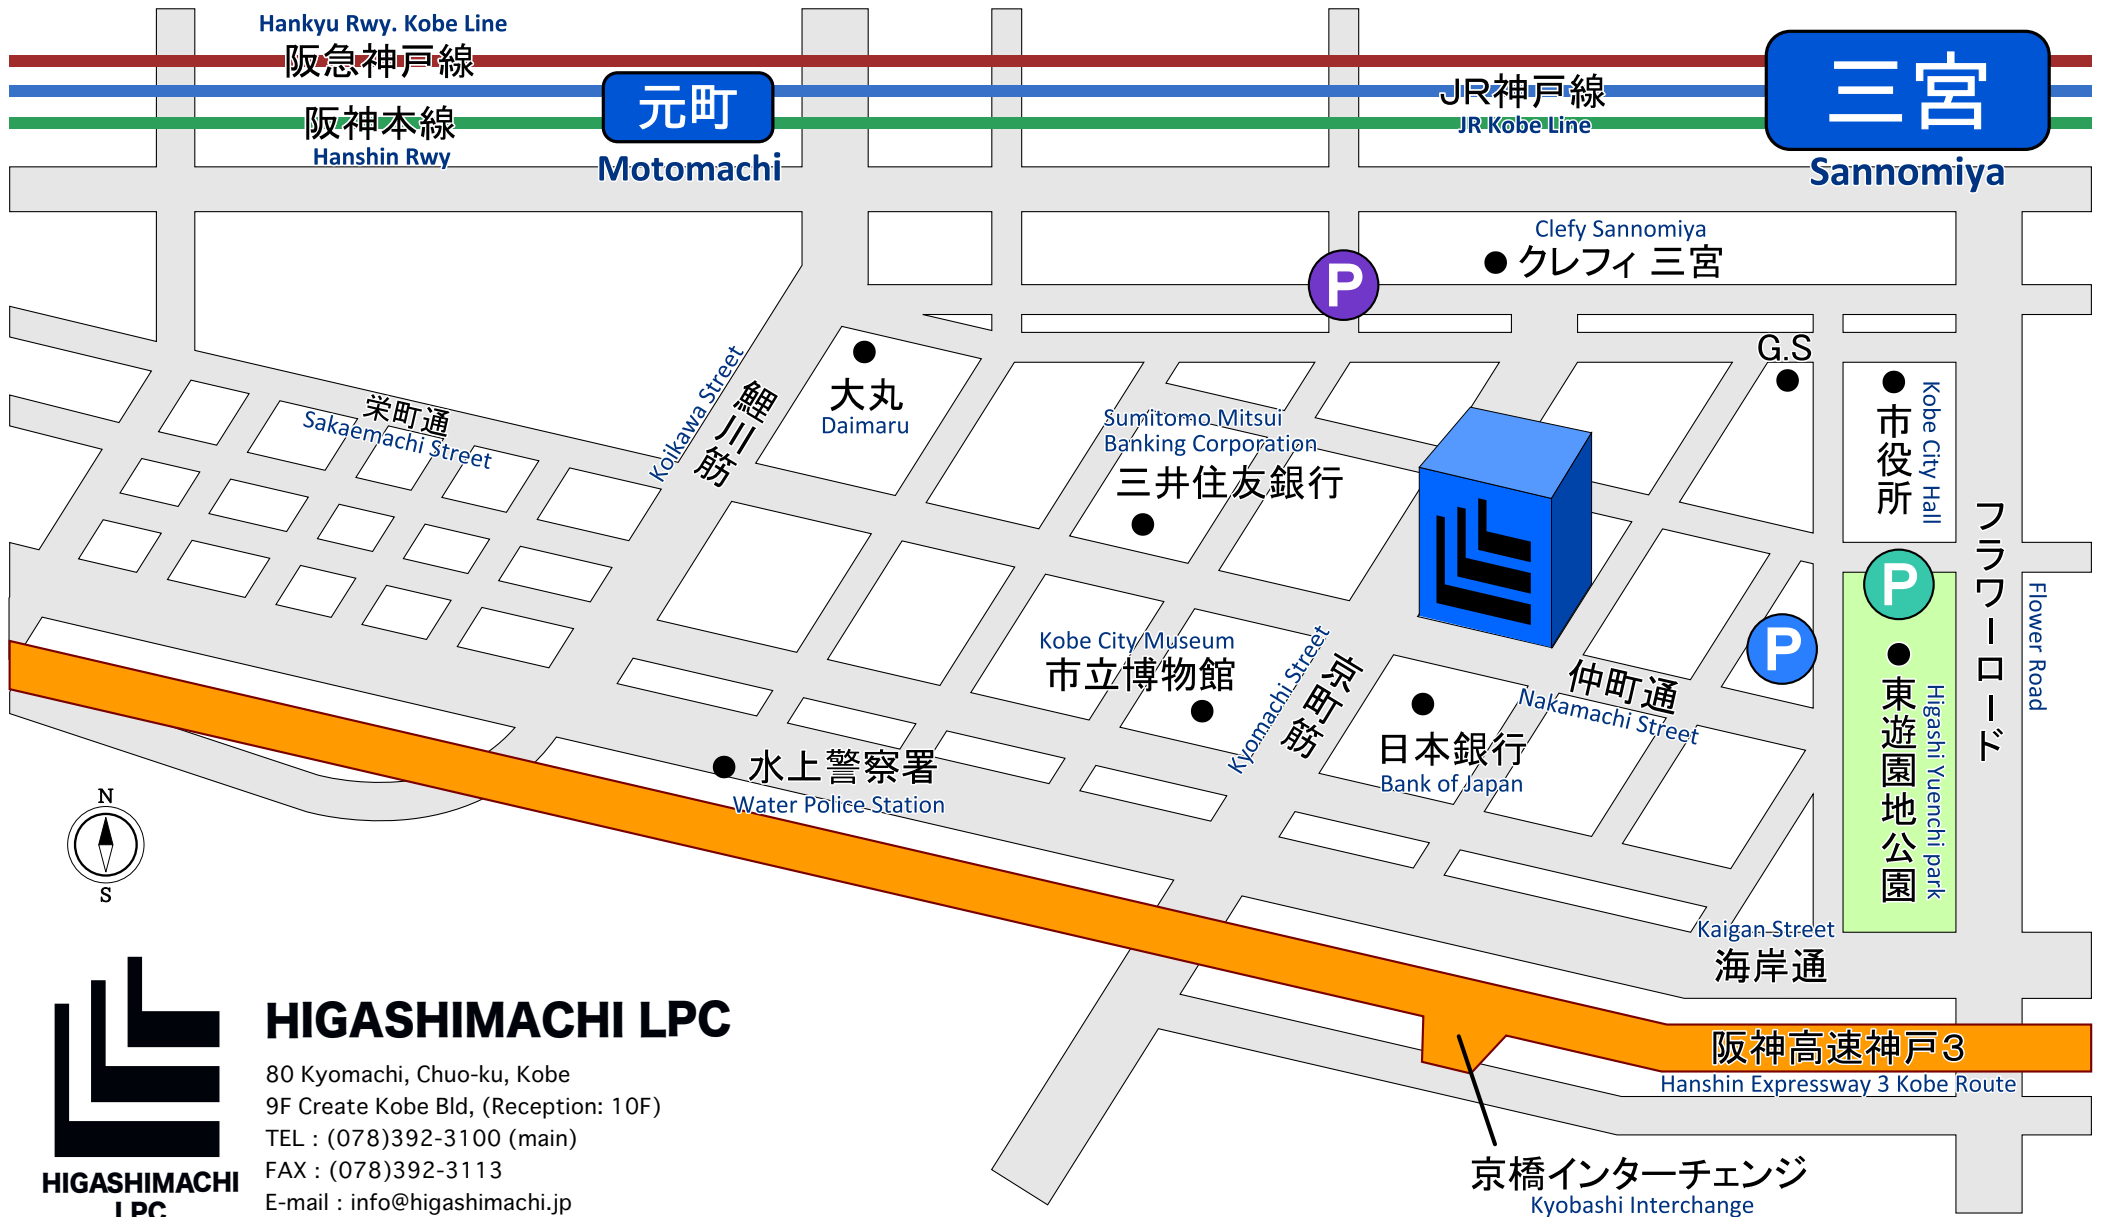 Hankyu Rwy. Kobe Line
阪急神戸線
阪神本線
Hanshin Rwy
元町
Motomachi
JR神戸線
JR Kobe Line
三宮
Sannomiya
Clefy Sannomiya
クレフィ 三宮
P
G.S
栄町通
Sakaemachi Street
Koikawa Street
鯉川筋
大丸
Daimaru
Sumitomo Mitsui
Banking Corporation
三井住友銀行
市役所
Kobe City Hall
フラワーロード
Flower Road
P
P
Kobe City Museum
市立博物館
Kyomachi Street
京町筋
仲町通
Nakamachi Street
日本銀行
Bank of Japan
東遊園地公園
Higashi Yuenchi park
水上警察署
Water Police Station
N
S
Kaigan Street
海岸通
阪神高速神戸3
Hanshin Expressway 3 Kobe Route
京橋インターチェンジ
Kyobashi Interchange
HIGASHIMACHI
LPC
HIGASHIMACHI LPC
80 Kyomachi, Chuo-ku, Kobe
9F Create Kobe Bld, (Reception: 10F)
TEL : (078)392-3100 (main)
FAX : (078)392-3113
E-mail : info@higashimachi.jp